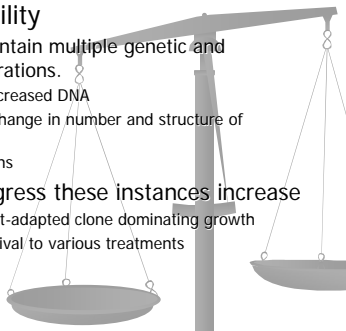 ility
ntain multiple genetic and
rations.
creased DNA
hange in number and structure of
ns
gress these instances increase
t-adapted clone dominating growth
ival to various treatments